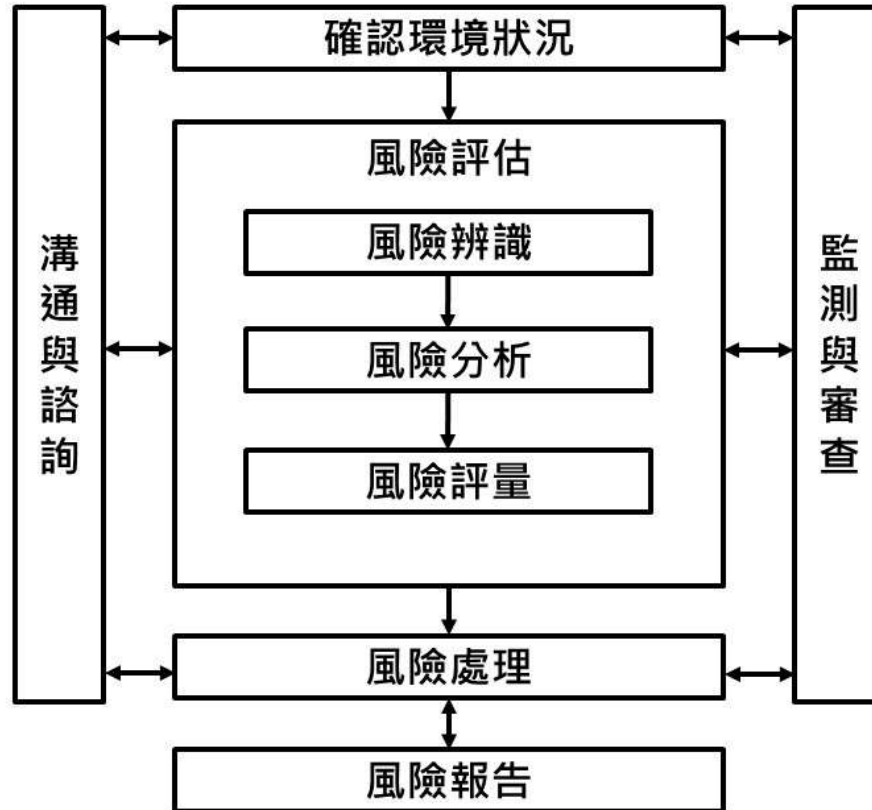 確認環境狀況
風險評估
風險辨識
風險分析
風險評量
溝通與諮詢
監測與審查
風險處理
風險報告